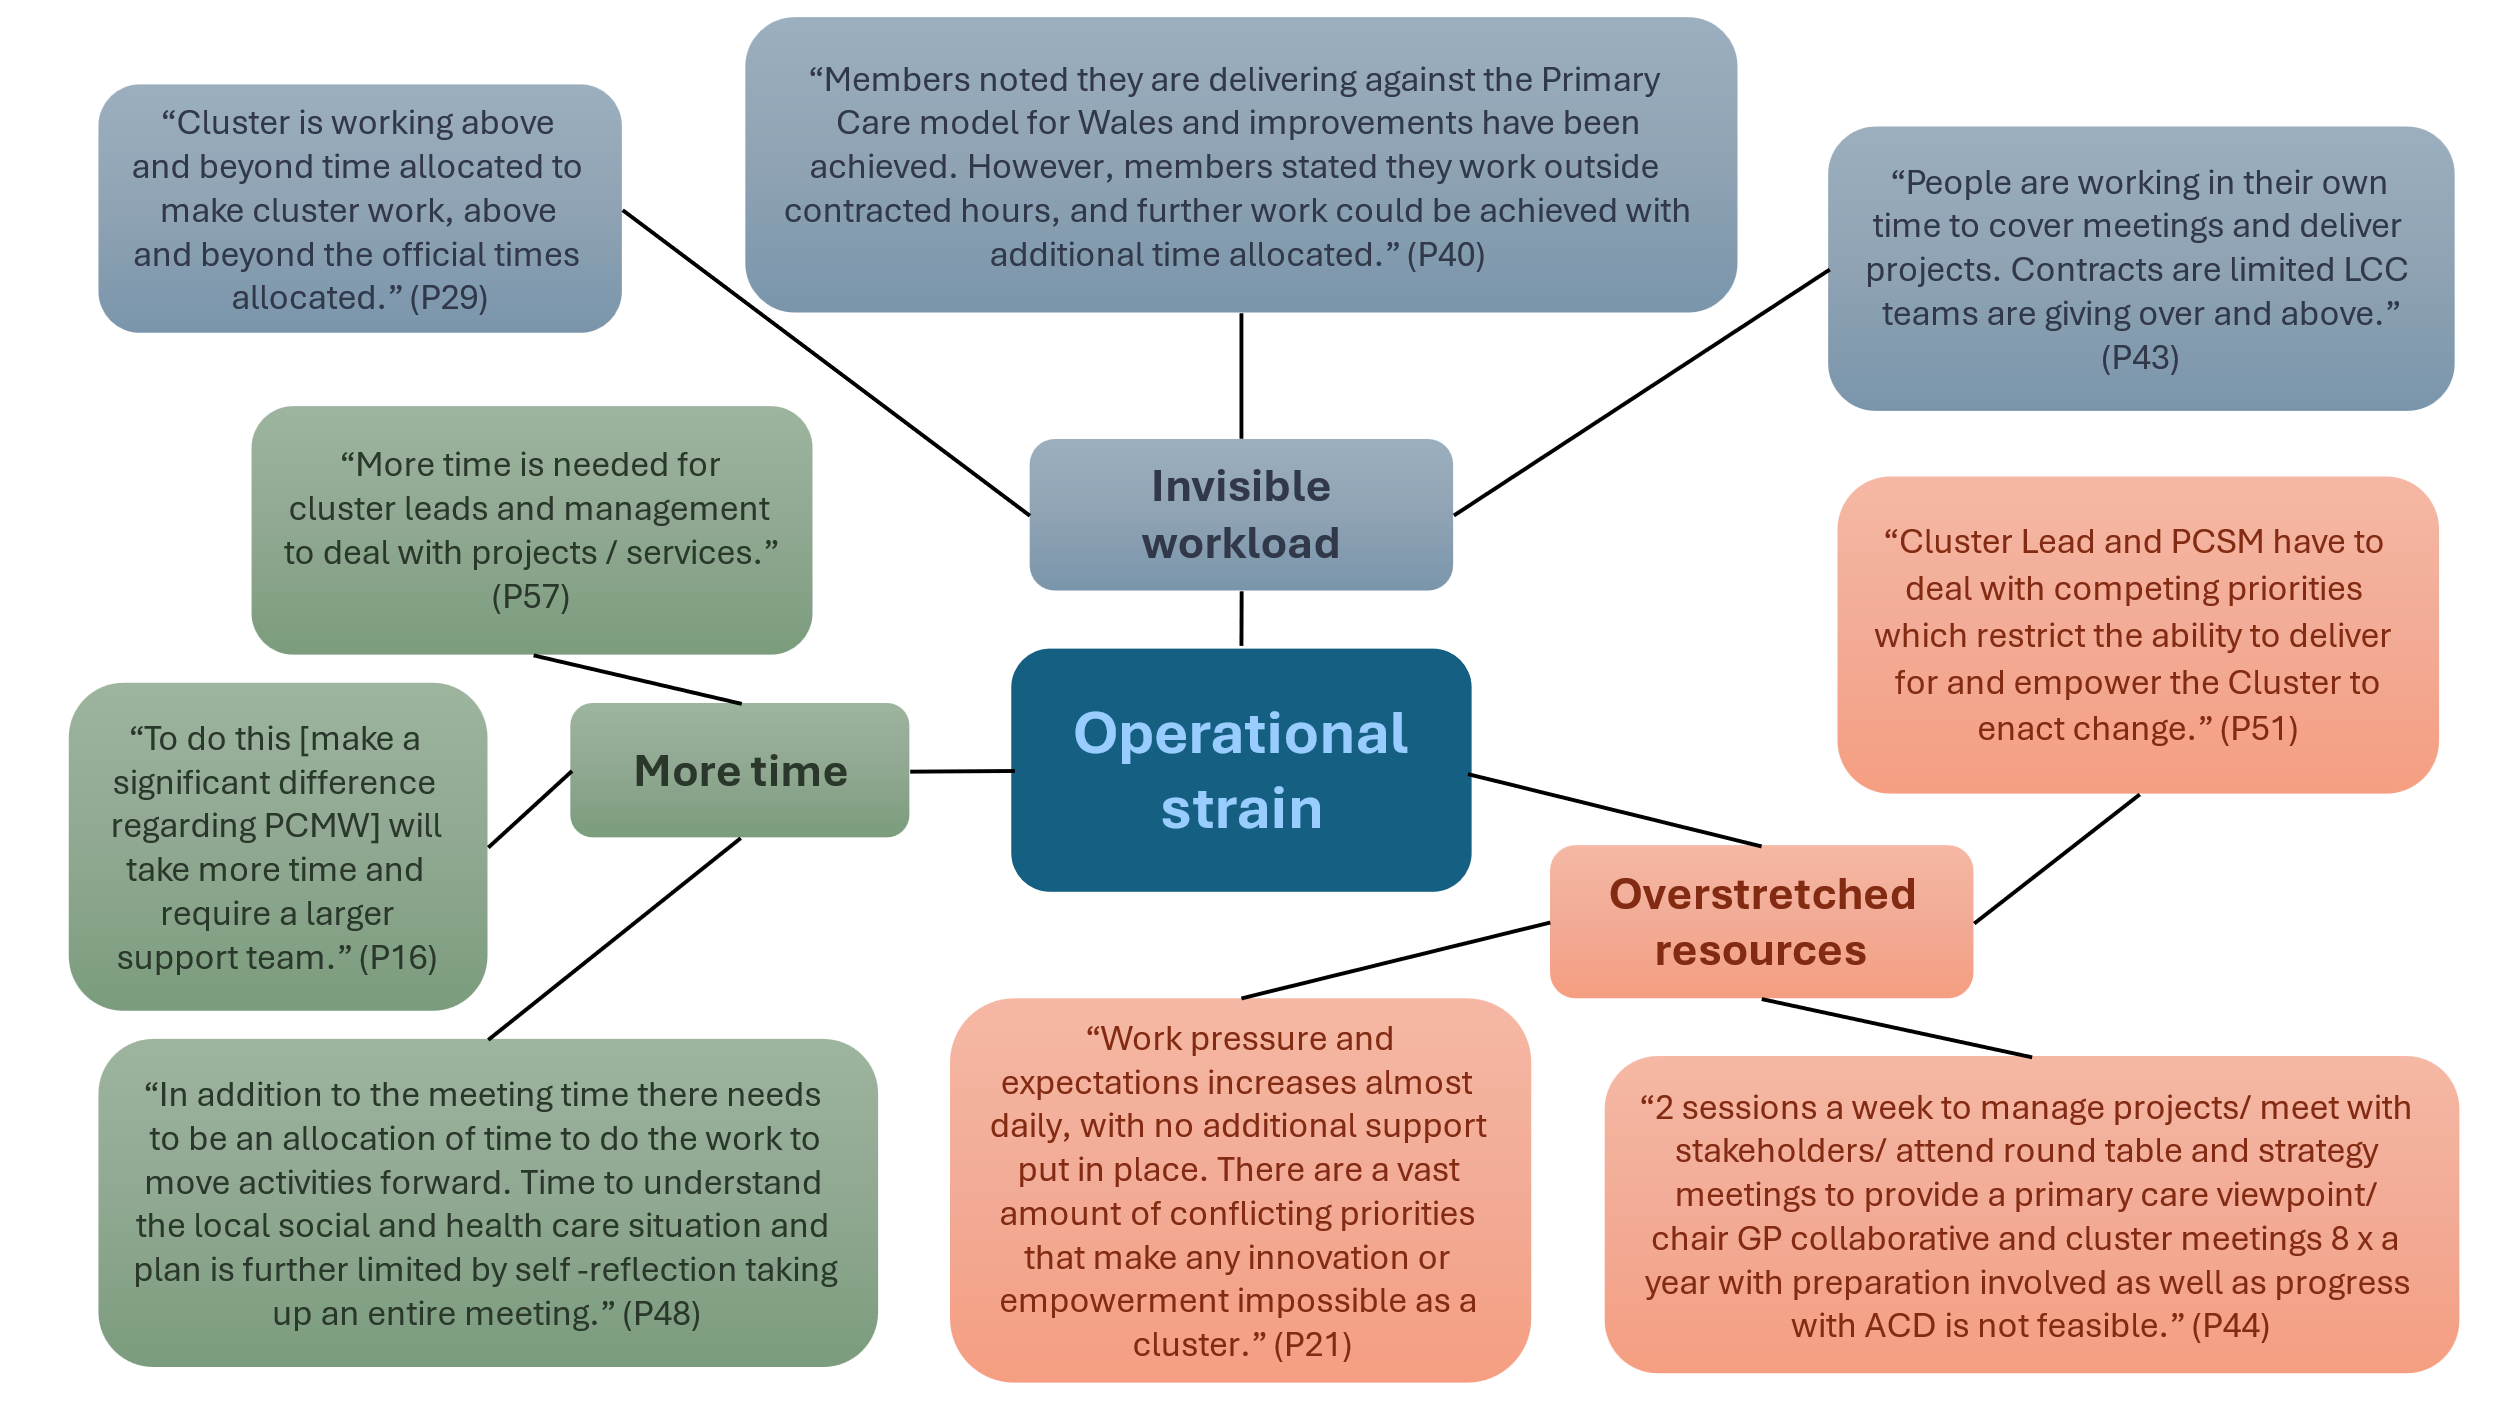 “Members noted they are delivering against the Primary
Care model for Wales and improvements have been
achieved. However, members stated they work outside
contracted hours, and further work could be achieved with
additional time allocated.” (P40)
“Cluster is working above
and beyond time allocated to
make cluster work, above
and beyond the official times
allocated.” (P29)
“People are working in their own
time to cover meetings and deliver
projects. Contracts are limited LCC
teams are giving over and above.”
(P43)
Invisible
workload
“More time is needed for
cluster leads and management
to deal with projects / services.”
(P57)
“Cluster Lead and PCSM have to
deal with competing priorities
which restrict the ability to deliver
for and empower the Cluster to
enact change.” (P51)
Operational
strain
More time
“To do this [make a
significant difference
regarding PCMW] will
take more time and
require a larger
support team.” (P16)
Overstretched
resources
“In addition to the meeting time there needs
to be an allocation of time to do the work to
move activities forward. Time to understand
the local social and health care situation and
plan is further limited by self -reflection taking
up an entire meeting.” (P48)
“Work pressure and
expectations increases almost
daily, with no additional support
put in place. There are a vast
amount of conflicting priorities
that make any innovation or
empowerment impossible as a
cluster.” (P21)
“2 sessions a week to manage projects/ meet with
stakeholders/ attend round table and strategy
meetings to provide a primary care viewpoint/
chair GP collaborative and cluster meetings 8 x a
year with preparation involved as well as progress
with ACD is not feasible.” (P44)